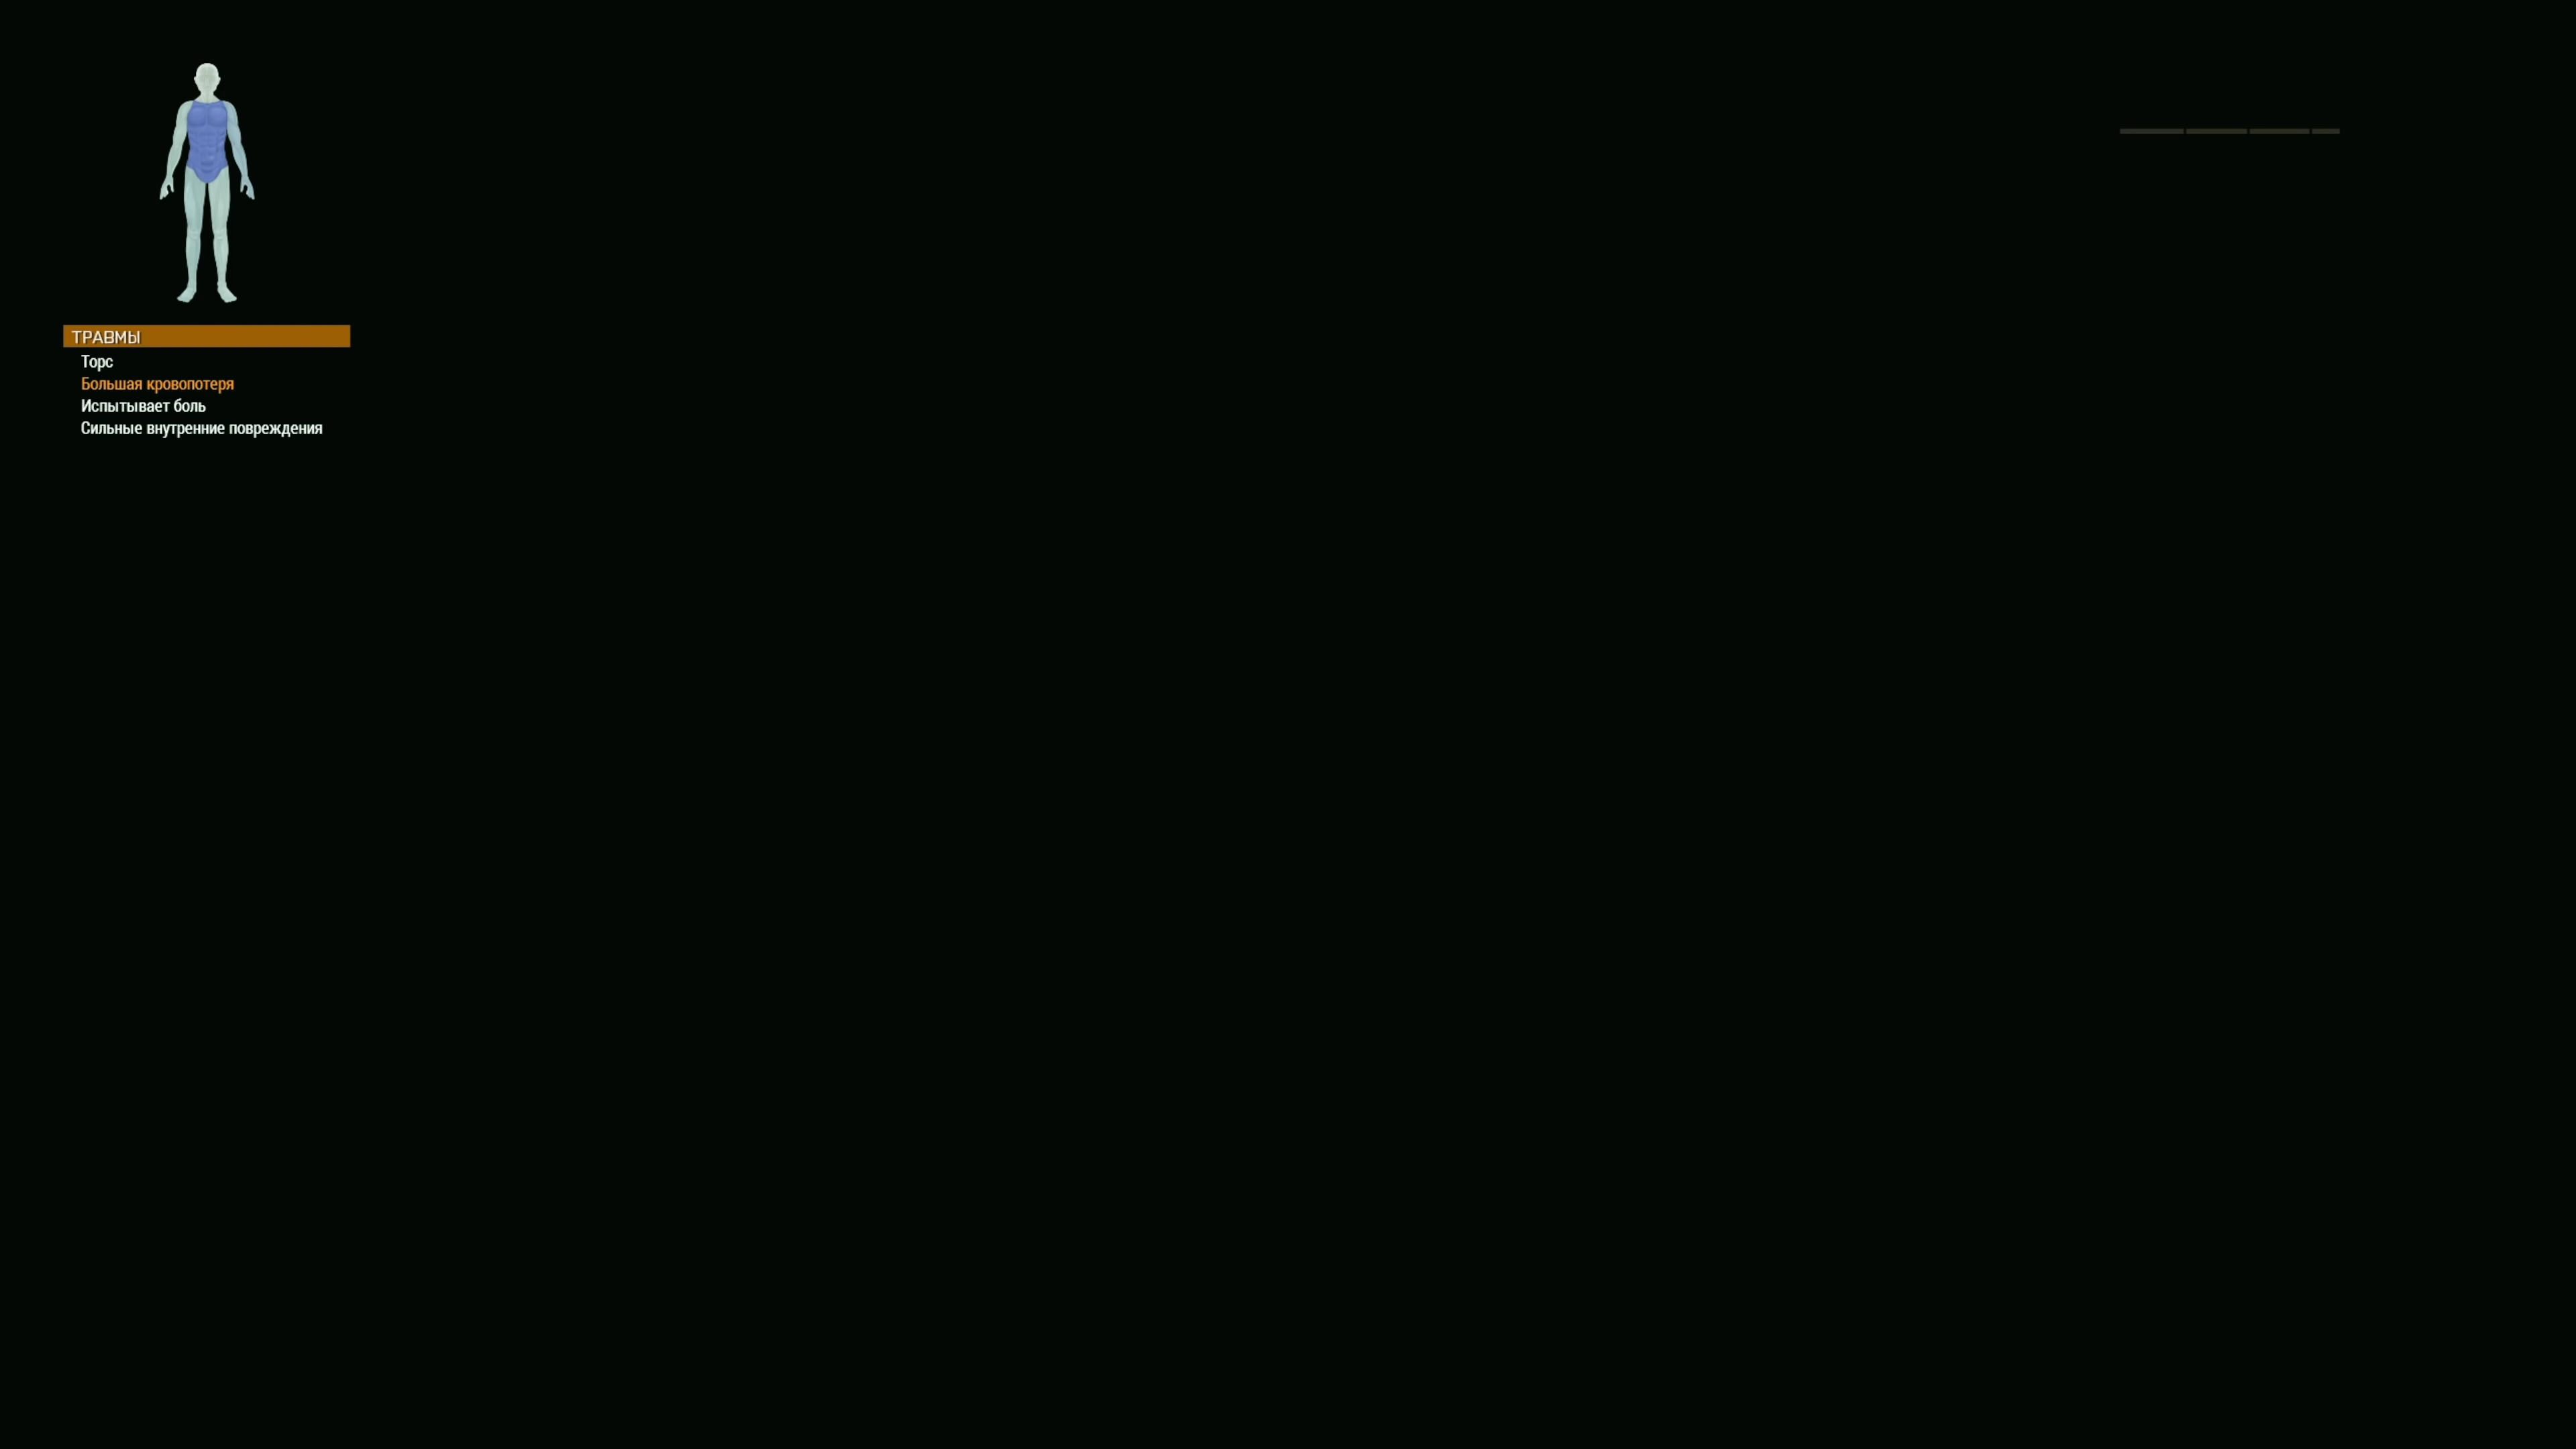 ТРАВМЫ
Торс
Большая кровопотеря
Испытывает боль
Сильные внутренние повреждения